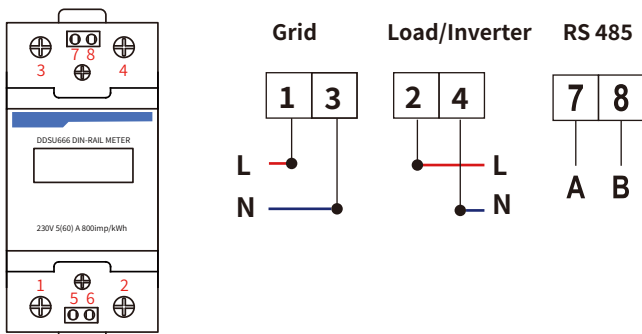 Grid Load/Inverter RS 485
7 8
3 4
DDSU666 DIN-RAIL METER
230V 5(60) A 800imp/kWh
1 2
5 6
1 3
L
N
2 4
L
N
7 8
A B